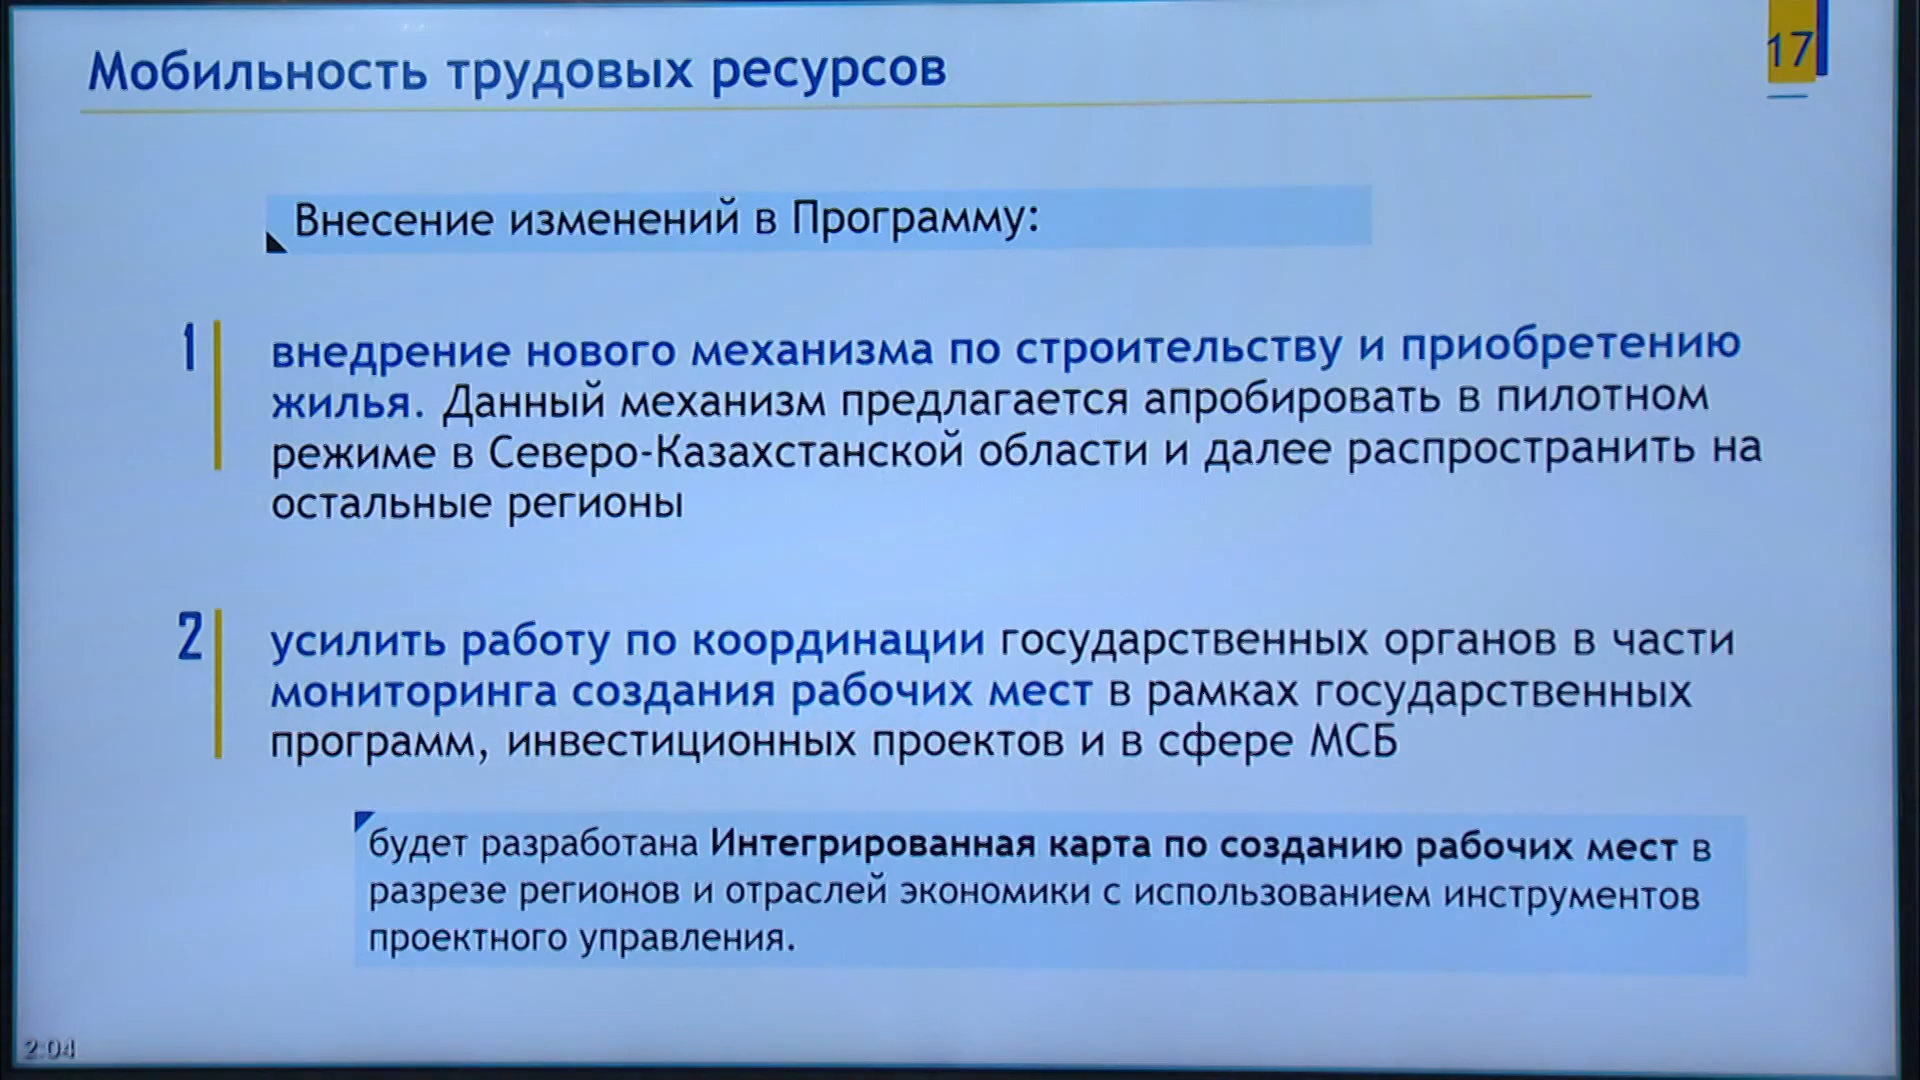 Мобильность трудовых ресурсов
17
Внесение изменений в Программу:
1
внедрение нового механизма по строительству и приобретению
жилья. Данный механизм предлагается апробировать в пилотном
режиме в Северо-Казахстанской области и далее распространить на
остальные регионы
2
усилить работу по координации государственных органов в части
мониторинга создания рабочих мест в рамках государственных
программ, инвестиционных проектов и в сфере МСБ
будет разработана Интегрированная карта по созданию рабочих мест в
разрезе регионов и отраслей экономики с использованием инструментов
проектного управления.
2:04